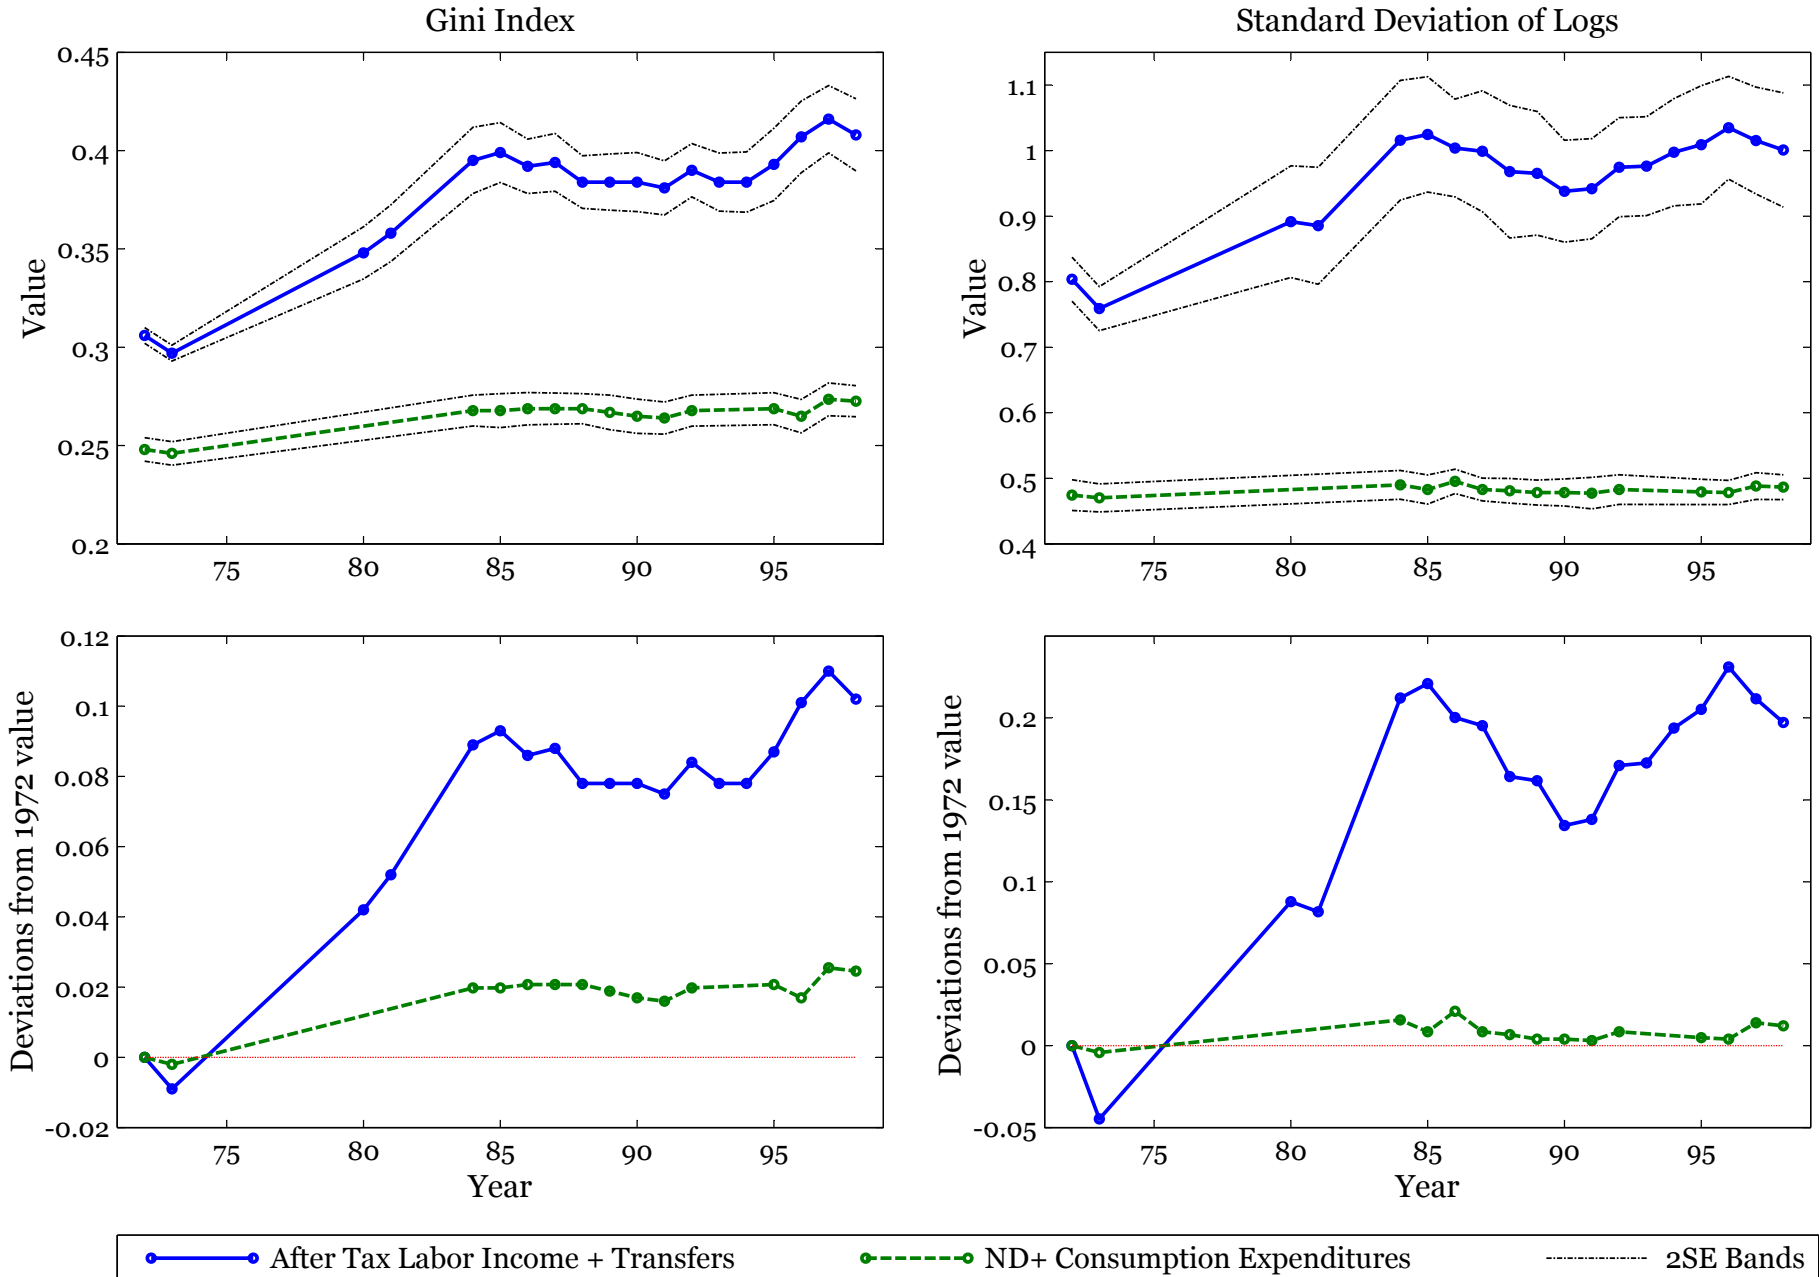 Gini Index
Standard Deviation of Logs
0.45
0.4
0.35
0.3
0.25
0.2
Value
75 80 85 90 95
1.1
1
0.9
0.8
0.7
0.6
0.5
0.4
Value
75 80 85 90 95
0.12
0.1
0.08
0.06
0.04
0.02
0
-0.02
Deviations from 1972 value
75 80 85 90 95
Year
0.2
0.15
0.1
0.05
0
-0.05
Deviations from 1972 value
75 80 85 90 95
Year
After Tax Labor Income + Transfers
ND+ Consumption Expenditures
2SE Bands